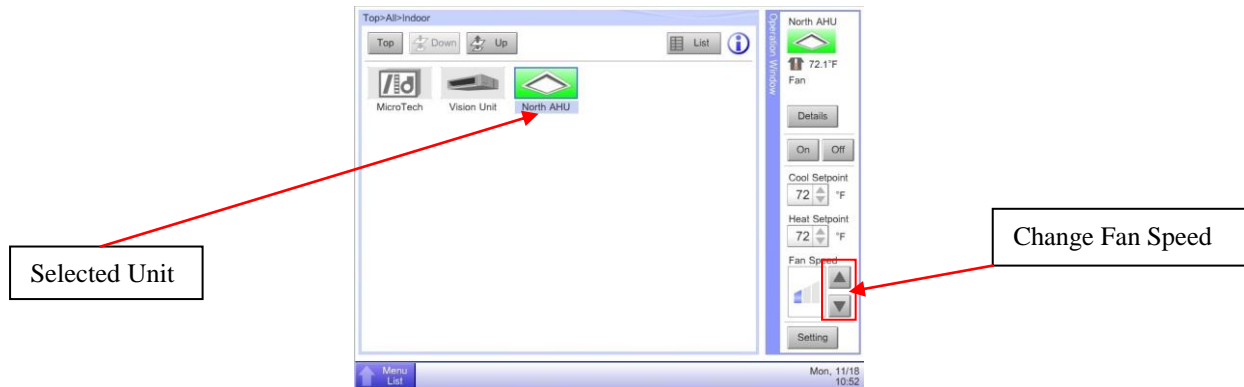 Top>All>Indoor
Top Down Up List
MicroTech Vision Unit North AHU
Operation Window
North AHU
72.1°F
Fan
Details
On Off
Cool Setpoint
72 °F
Heat Setpoint
72 °F
Fan Speed
Setting
Menu
List
Mon, 11/18
10:52
Selected Unit
Change Fan Speed